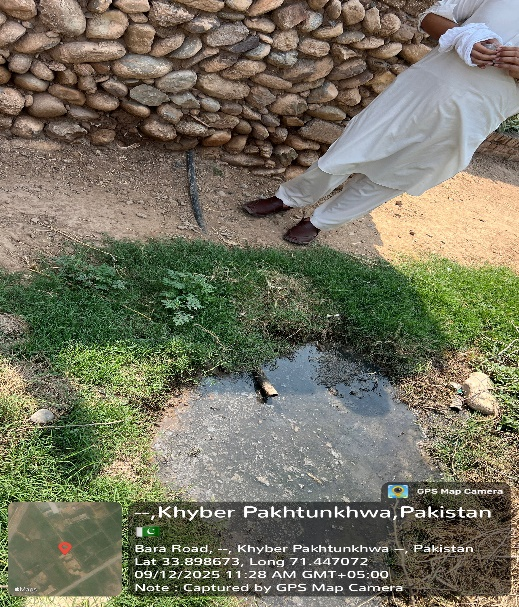 GPS Map Camera
--,Khyber Pakhtunkhwa,Pakistan
Bara Road, --, Khyber Pakhtunkhwa --, Pakistan
Lat 33.898673, Long 71.447072
09/12/2025 11:28 AM GMT+05:00
Note : Captured by GPS Map Camera
Maps